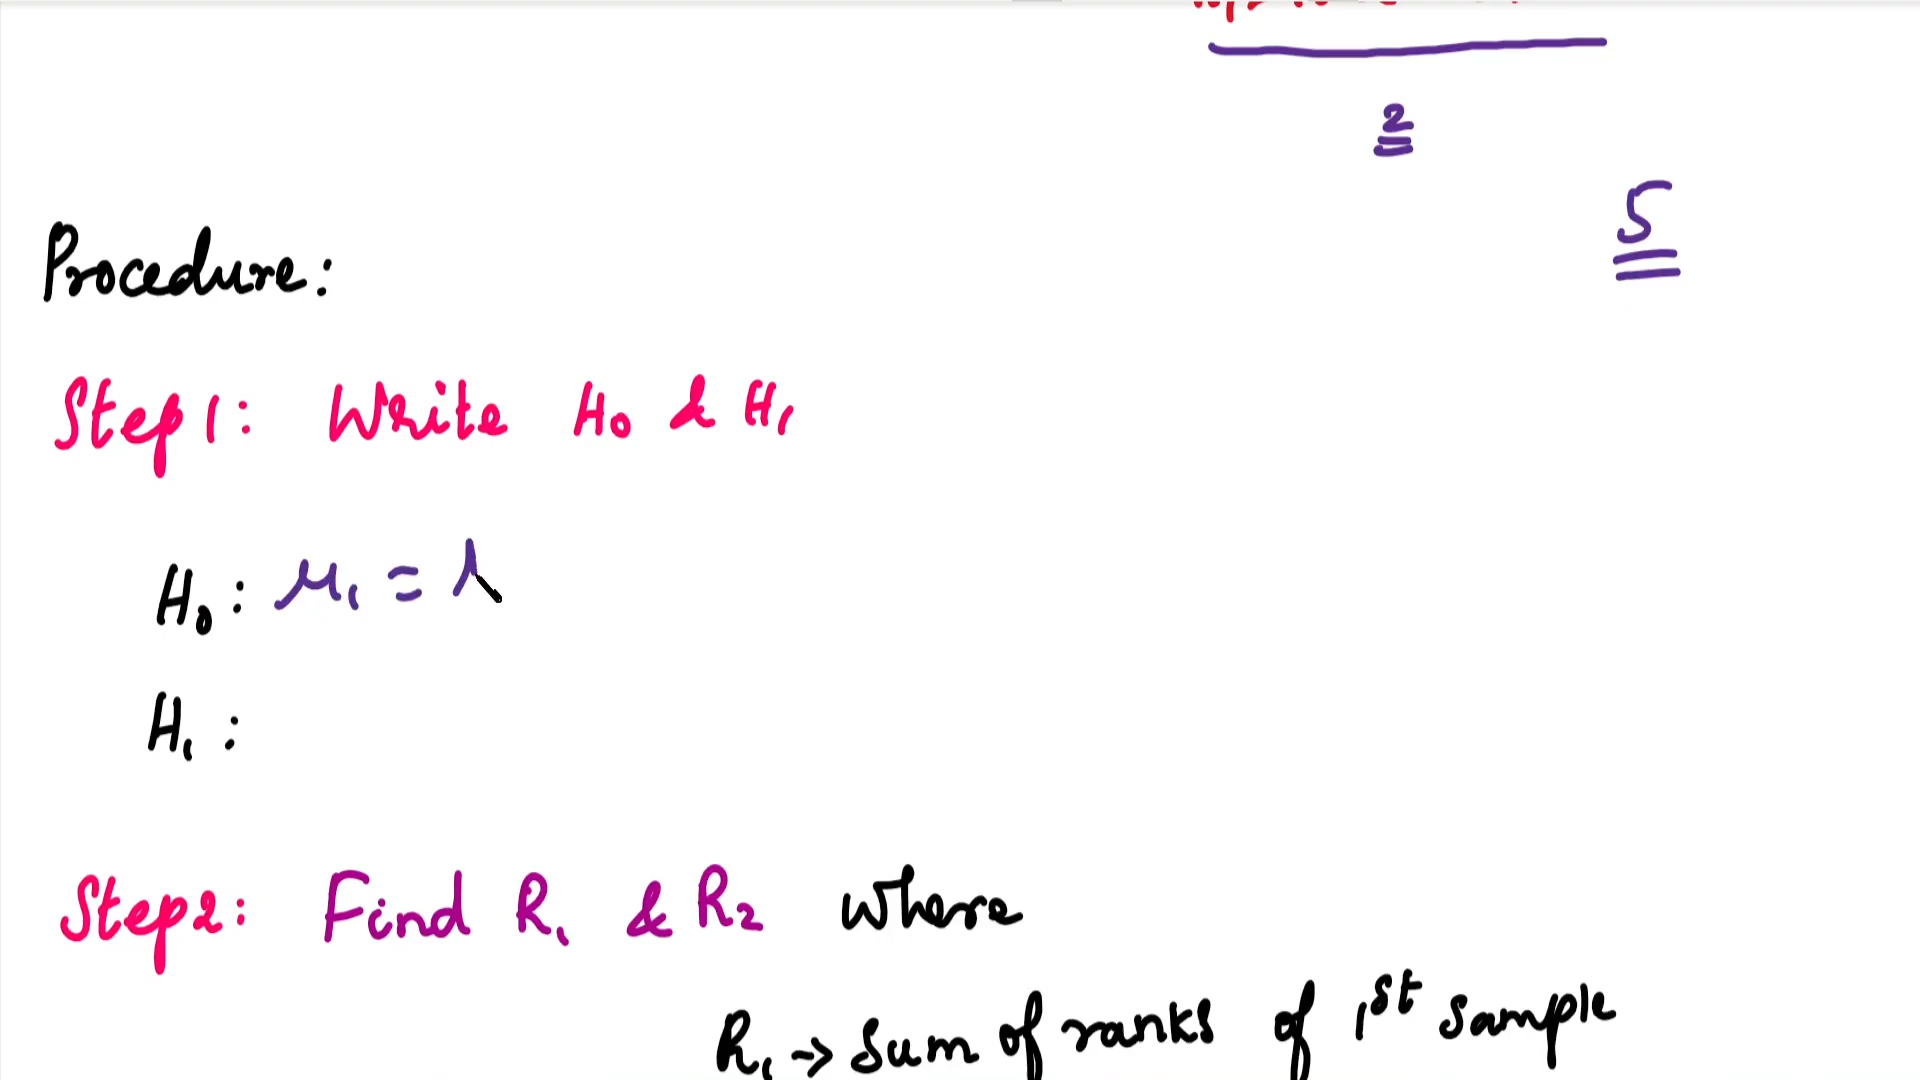 2
5
Procedure:
Step 1: Write H₀ & H₁
H₀: μ₁ =
H₁:
Step 2: Find R₁ & R₂ where
R₁ → Sum of ranks of 1st sample